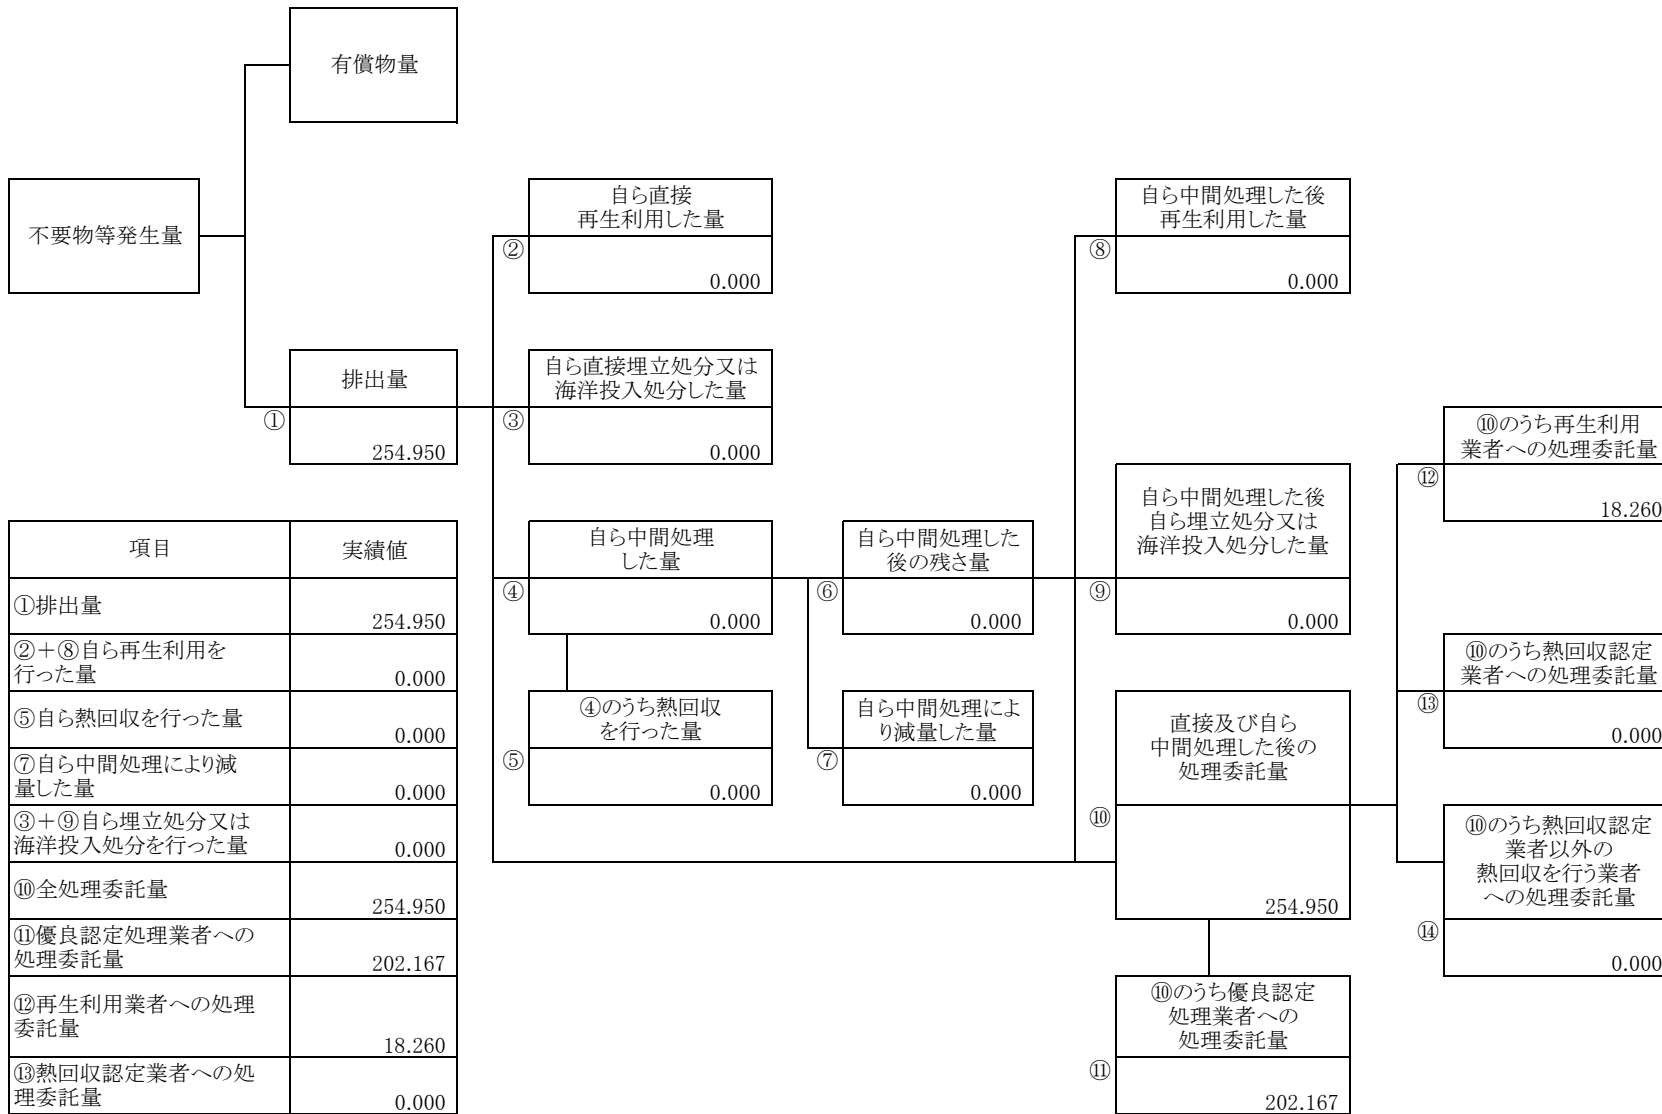 有償物量
不要物等発生量
自ら直接
再生利用した量
②
0.000
自ら中間処理した後
再生利用した量
⑧
0.000
排出量
①
254.950
自ら直接埋立処分又は
海洋投入処分した量
③
0.000
⑩のうち再生利用
業者への処理委託量
⑫
18.260
自ら中間処理
した量
④
0.000
自ら中間処理した
後の残さ量
⑥
0.000
自ら中間処理した後
自ら埋立処分又は
海洋投入処分した量
⑨
0.000
⑩のうち熱回収認定
業者への処理委託量
⑬
0.000
④のうち熱回収
を行った量
⑤
0.000
自ら中間処理によ
り減量した量
⑦
0.000
直接及び自ら
中間処理した後の
処理委託量
⑩
254.950
⑩のうち熱回収認定
業者以外の
熱回収を行う業者
への処理委託量
⑭
0.000
⑩のうち優良認定
処理業者への
処理委託量
⑪
202.167
項目 実績値
①排出量 254.950
②+⑧自ら再生利用を
行った量 0.000
⑤自ら熱回収を行った量 0.000
⑦自ら中間処理により減
量した量 0.000
③+⑨自ら埋立処分又は
海洋投入処分を行った量 0.000
⑩全処理委託量 254.950
⑪優良認定処理業者への
処理委託量 202.167
⑫再生利用業者への処理
委託量 18.260
⑬熱回収認定業者への処
理委託量 0.000